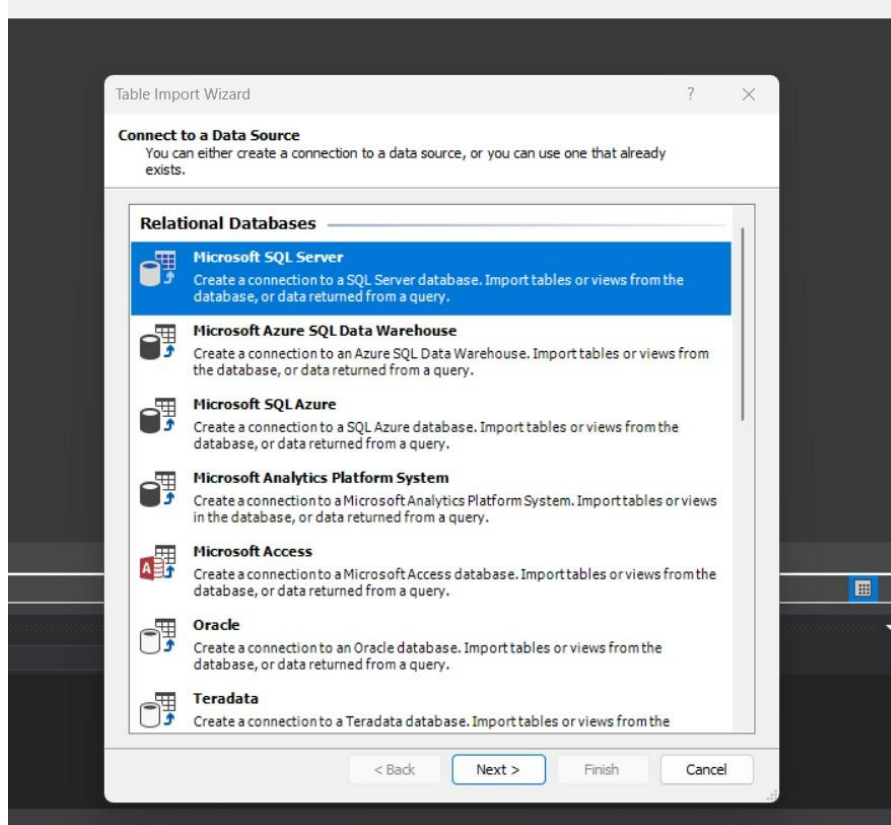 Table Import Wizard
?
Connect to a Data Source
You can either create a connection to a data source, or you can use one that already
exists.
Relational Databases
Microsoft SQL Server
Create a connection to a SQL Server database. Import tables or views from the
database, or data returned from a query.
Microsoft Azure SQL Data Warehouse
Create a connection to an Azure SQL Data Warehouse. Import tables or views from
the database, or data returned from a query.
Microsoft SQL Azure
Create a connection to a SQL Azure database. Import tables or views from the
database, or data returned from a query.
Microsoft Analytics Platform System
Create a connection to a Microsoft Analytics Platform System. Import tables or views
in the database, or data returned from a query.
Microsoft Access
Create a connection to a Microsoft Access database. Import tables or views from the
database, or data returned from a query.
Oracle
Create a connection to an Oracle database. Import tables or views from the
database, or data returned from a query.
Teradata
Create a connection to a Teradata database. Import tables or views from the
< Back Next > Finish Cancel